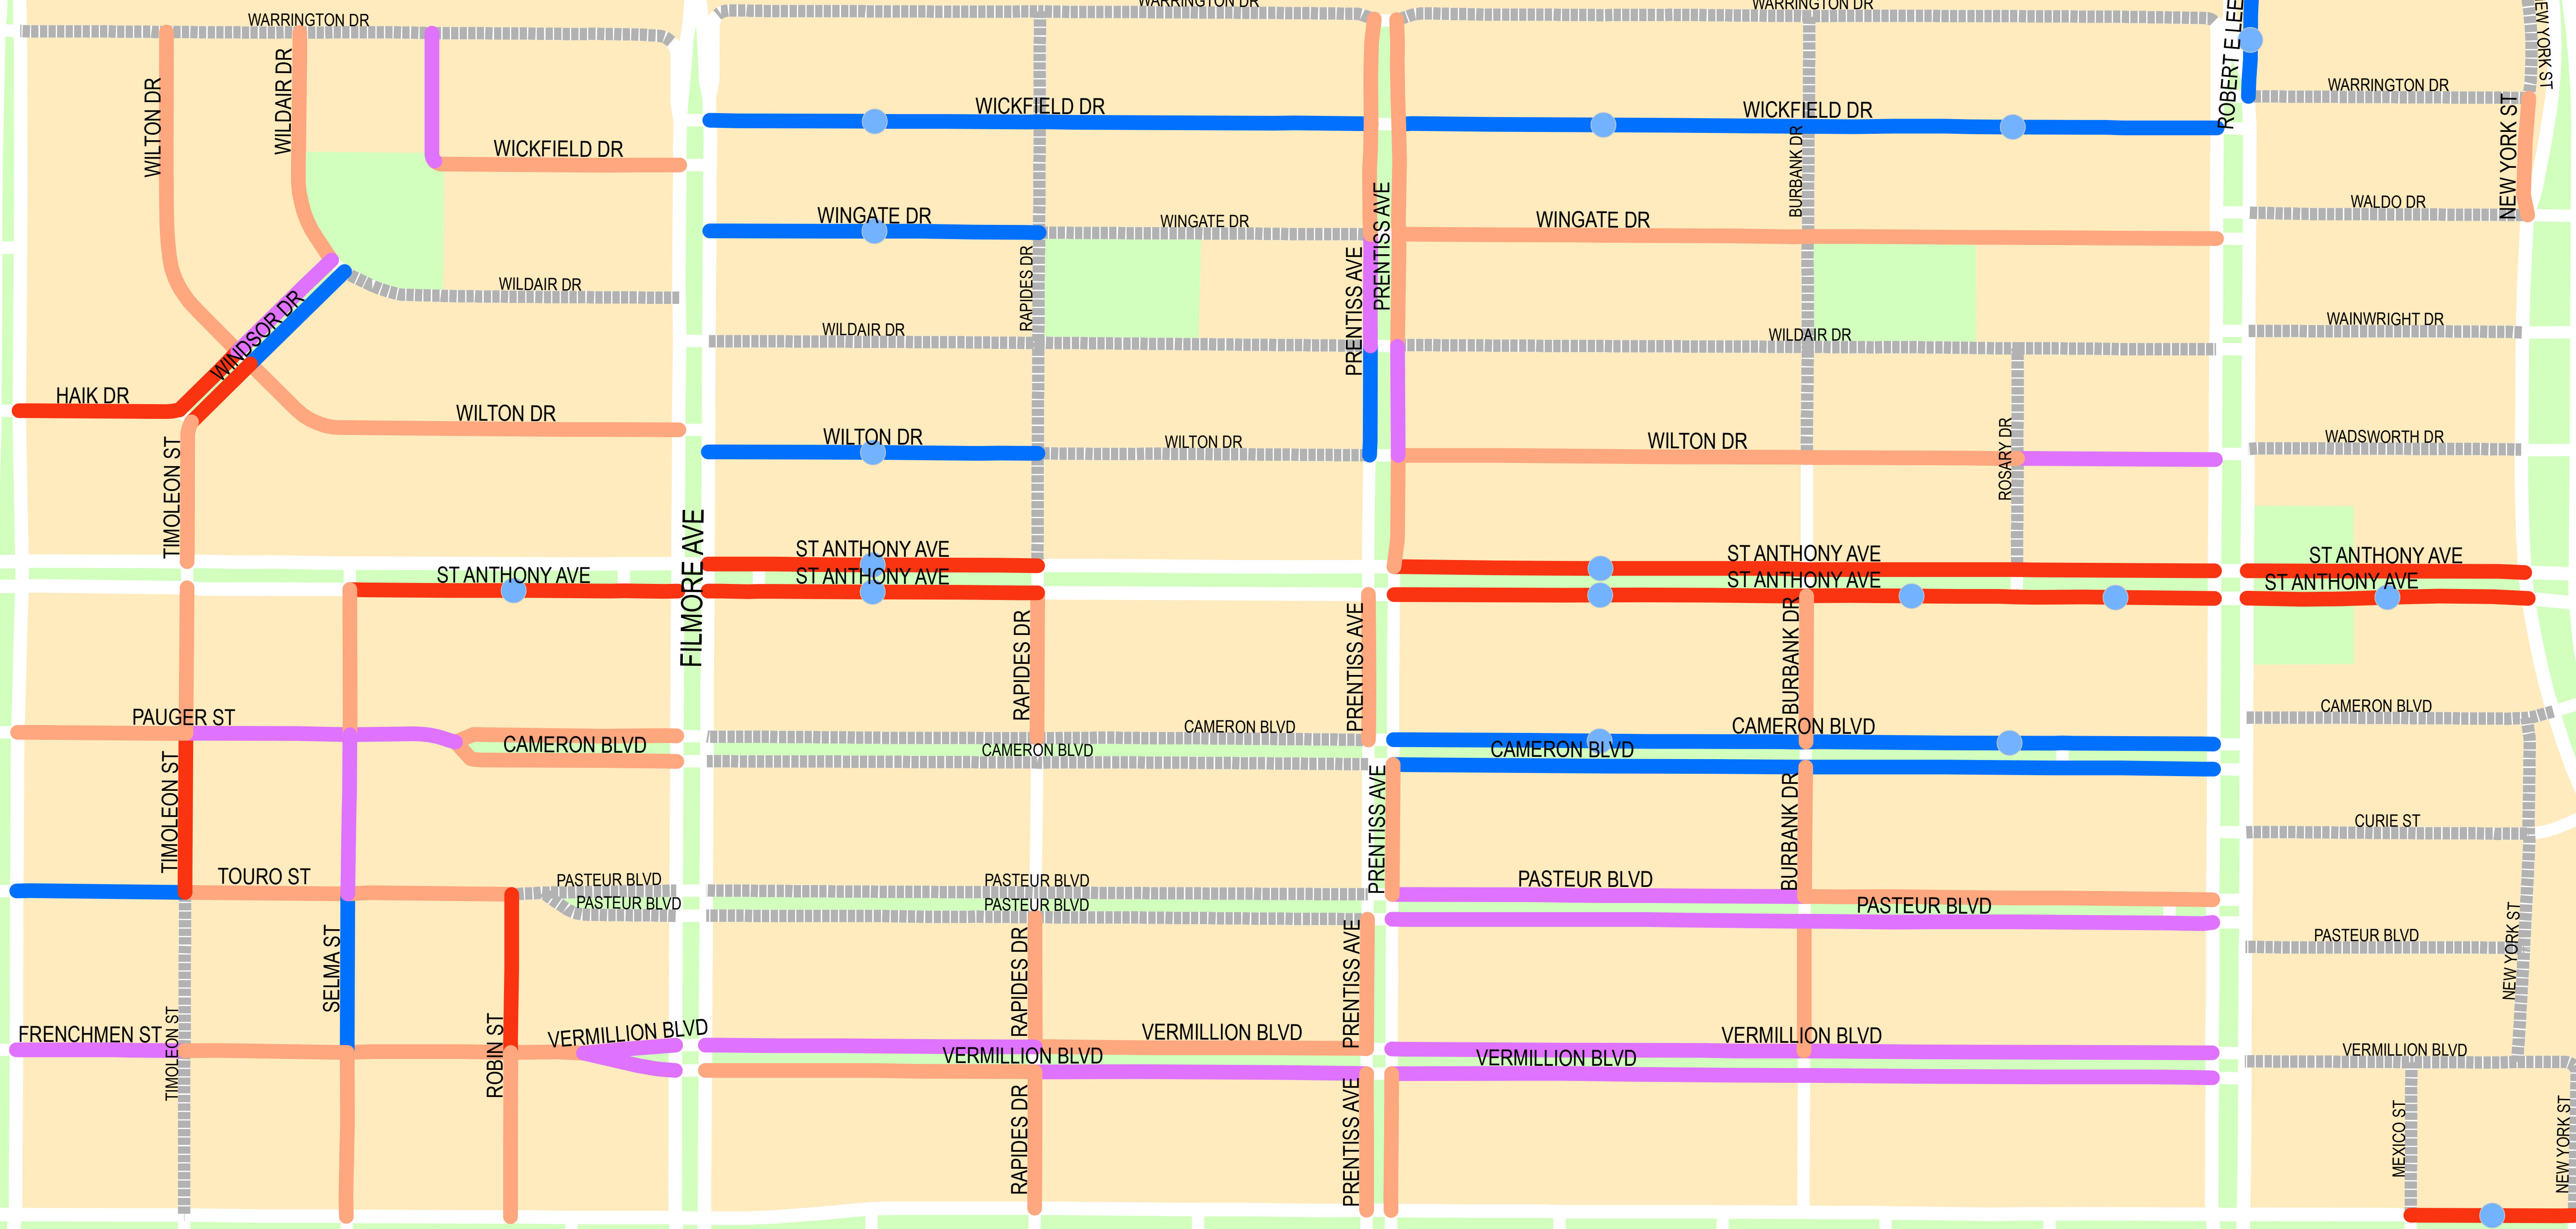 WARRINGTON DR
WARRINGTON DR
WARRINGTON DR
ROBERT E LEE
NEW YORK ST
WILTON DR
WILDAIR DR
WICKFIELD DR
WICKFIELD DR
WICKFIELD DR
WARRINGTON DR
BURBANK DR
NEW YORK ST
WINGATE DR
WINGATE DR
WINGATE DR
WALDO DR
PRENTISS AVE
PRENTISS AVE
RAPIDES DR
WILDAIR DR
WILDAIR DR
WILDAIR DR
WAINWRIGHT DR
WINDSOR DR
HAIK DR
WILTON DR
WILTON DR
WILTON DR
WILTON DR
ROSARY DR
WADSWORTH DR
TIMOLEON ST
FILMORE AVE
ST ANTHONY AVE
ST ANTHONY AVE
ST ANTHONY AVE
ST ANTHONY AVE
ST ANTHONY AVE
ST ANTHONY AVE
ST ANTHONY AVE
RAPIDES DR
PRENTISS AVE
BURBANK DR
PAUGER ST
CAMERON BLVD
CAMERON BLVD
CAMERON BLVD
CAMERON BLVD
CAMERON BLVD
CAMERON BLVD
TIMOLEON ST
PRENTISS AVE
BURBANK DR
CURIE ST
TOURO ST
PASTEUR BLVD
PASTEUR BLVD
PASTEUR BLVD
PASTEUR BLVD
PASTEUR BLVD
PASTEUR BLVD
PASTEUR BLVD
SELMA ST
RAPIDES DR
PRENTISS AVE
NEW YORK ST
FRENCHMEN ST
TIMOLEON ST
ROBIN ST
VERMILLION BLVD
VERMILLION BLVD
VERMILLION BLVD
VERMILLION BLVD
VERMILLION BLVD
VERMILLION BLVD
RAPIDES DR
PRENTISS AVE
MEXICO ST
NEW YORK ST